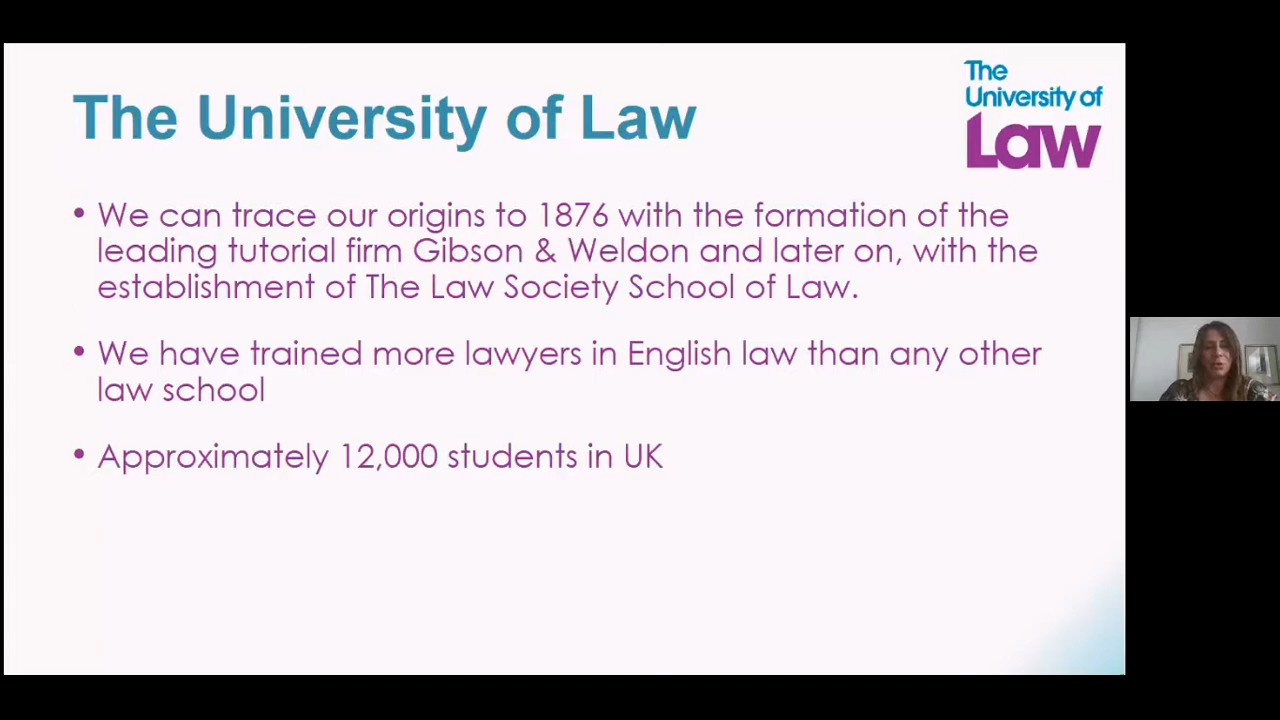 The University of Law
The
University of
Law
• We can trace our origins to 1876 with the formation of the
leading tutorial firm Gibson & Weldon and later on, with the
establishment of The Law Society School of Law.
• We have trained more lawyers in English law than any other
law school
• Approximately 12,000 students in UK